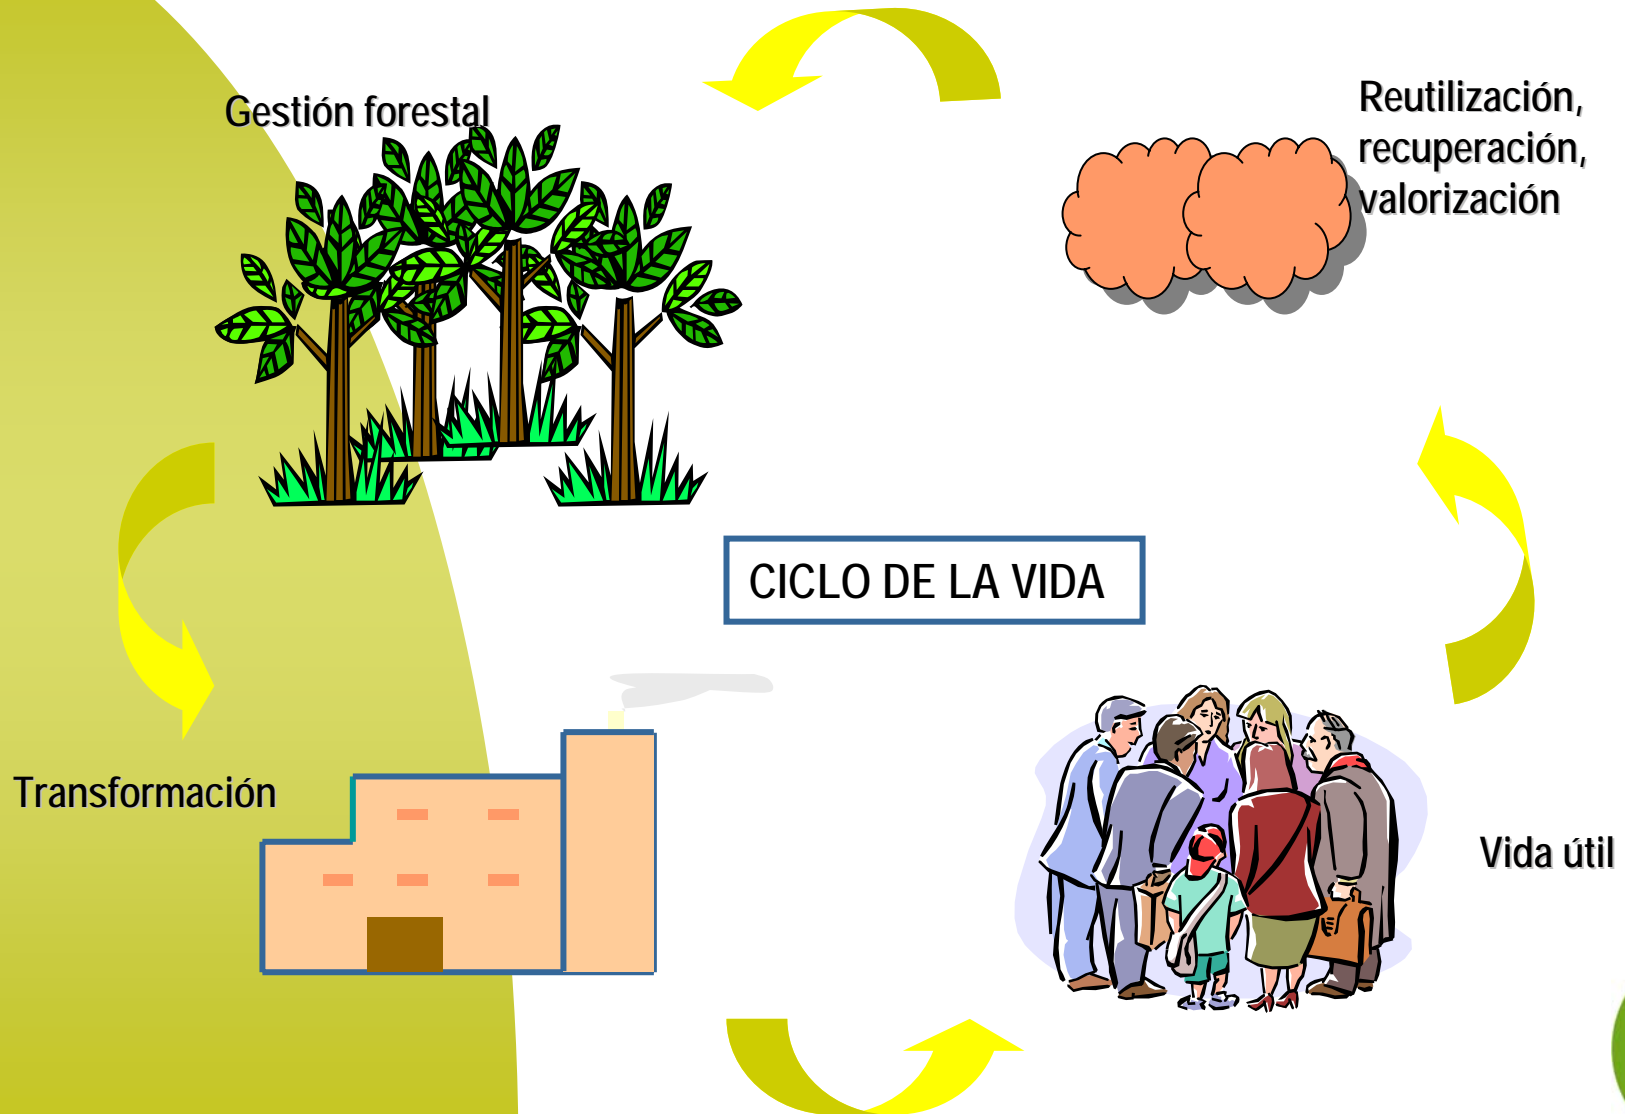 Gestión forestal
Reutilización,
recuperación,
valorización
CICLO DE LA VIDA
Transformación
Vida útil